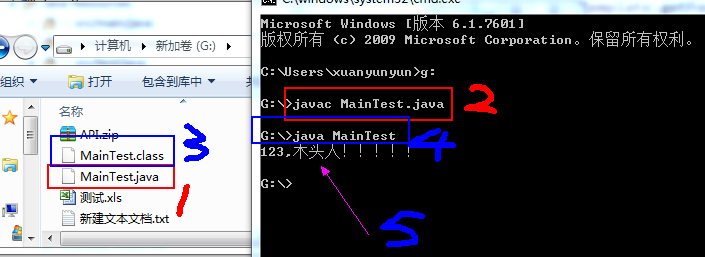 src/main/java
计算机 ▸ 新加卷 (G:) ▸
组织 打开 包含到库中
名称
API.zip
MainTest.class
3
MainTest.java
1
测试.xls
新建文本文档.txt
C:\windows\system32\cmd.exe
Microsoft Windows [版本 6.1.7601]
版权所有 (c) 2009 Microsoft Corporation。保留所有权利。
C:\Users\xuanyunyun>g:
G:\>javac MainTest.java
2
G:\>java MainTest
4
123,木头人！！！！！
5
G:\>